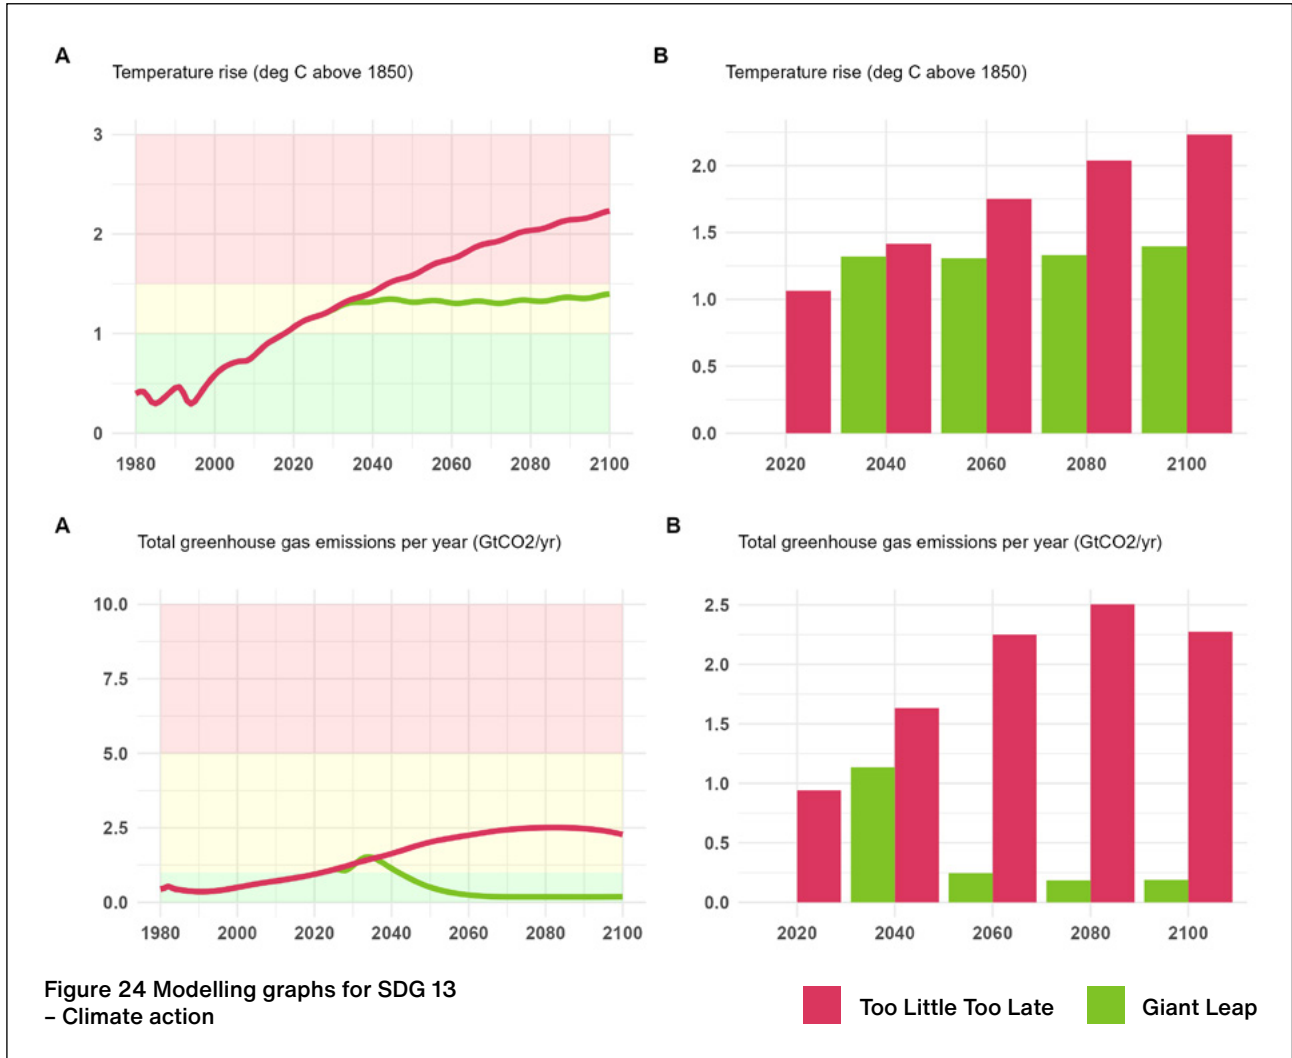 A
Temperature rise (deg C above 1850)
3
2
1
0
1980 2000 2020 2040 2060 2080 2100
B
Temperature rise (deg C above 1850)
2.0
1.5
1.0
0.5
0.0
2020 2040 2060 2080 2100
A
Total greenhouse gas emissions per year (GtCO2/yr)
10.0
7.5
5.0
2.5
0.0
1980 2000 2020 2040 2060 2080 2100
B
Total greenhouse gas emissions per year (GtCO2/yr)
2.5
2.0
1.5
1.0
0.5
0.0
2020 2040 2060 2080 2100
Figure 24 Modelling graphs for SDG 13
– Climate action
Too Little Too Late Giant Leap